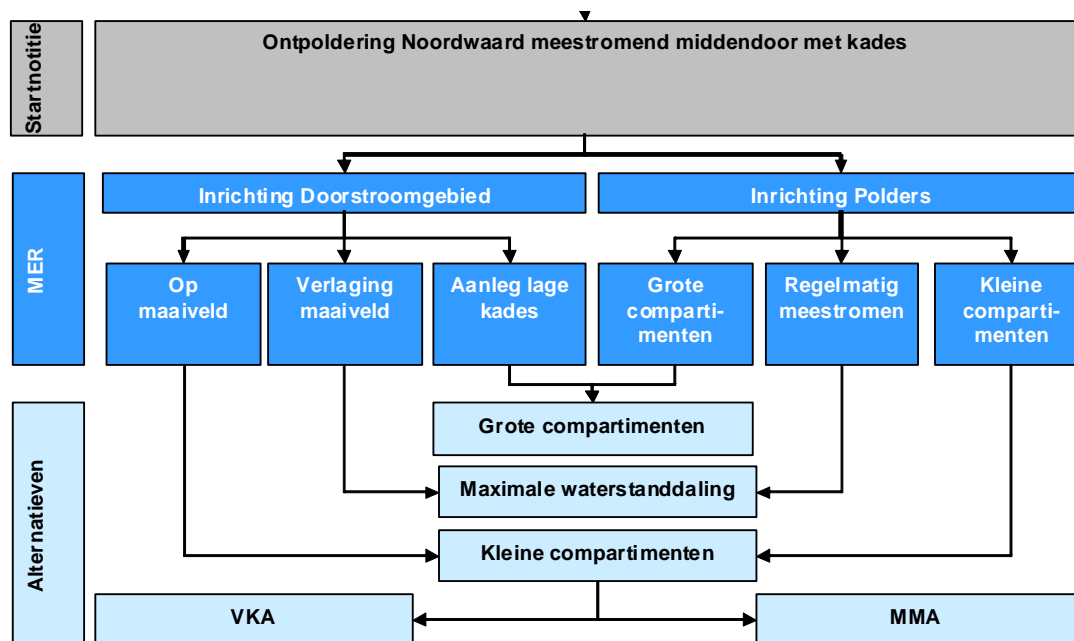 Startnotitie
Ontpoldering Noordwaard meestromend middendoor met kades
MER
Inrichting Doorstroomgebied
Inrichting Polders
Op
maaiveld
Verlaging
maaiveld
Aanleg lage
kades
Grote
comparti-
menten
Regelmatig
meestromen
Kleine
comparti-
menten
Alternatieven
Grote compartimenten
Maximale waterstanddaling
Kleine compartimenten
VKA
MMA